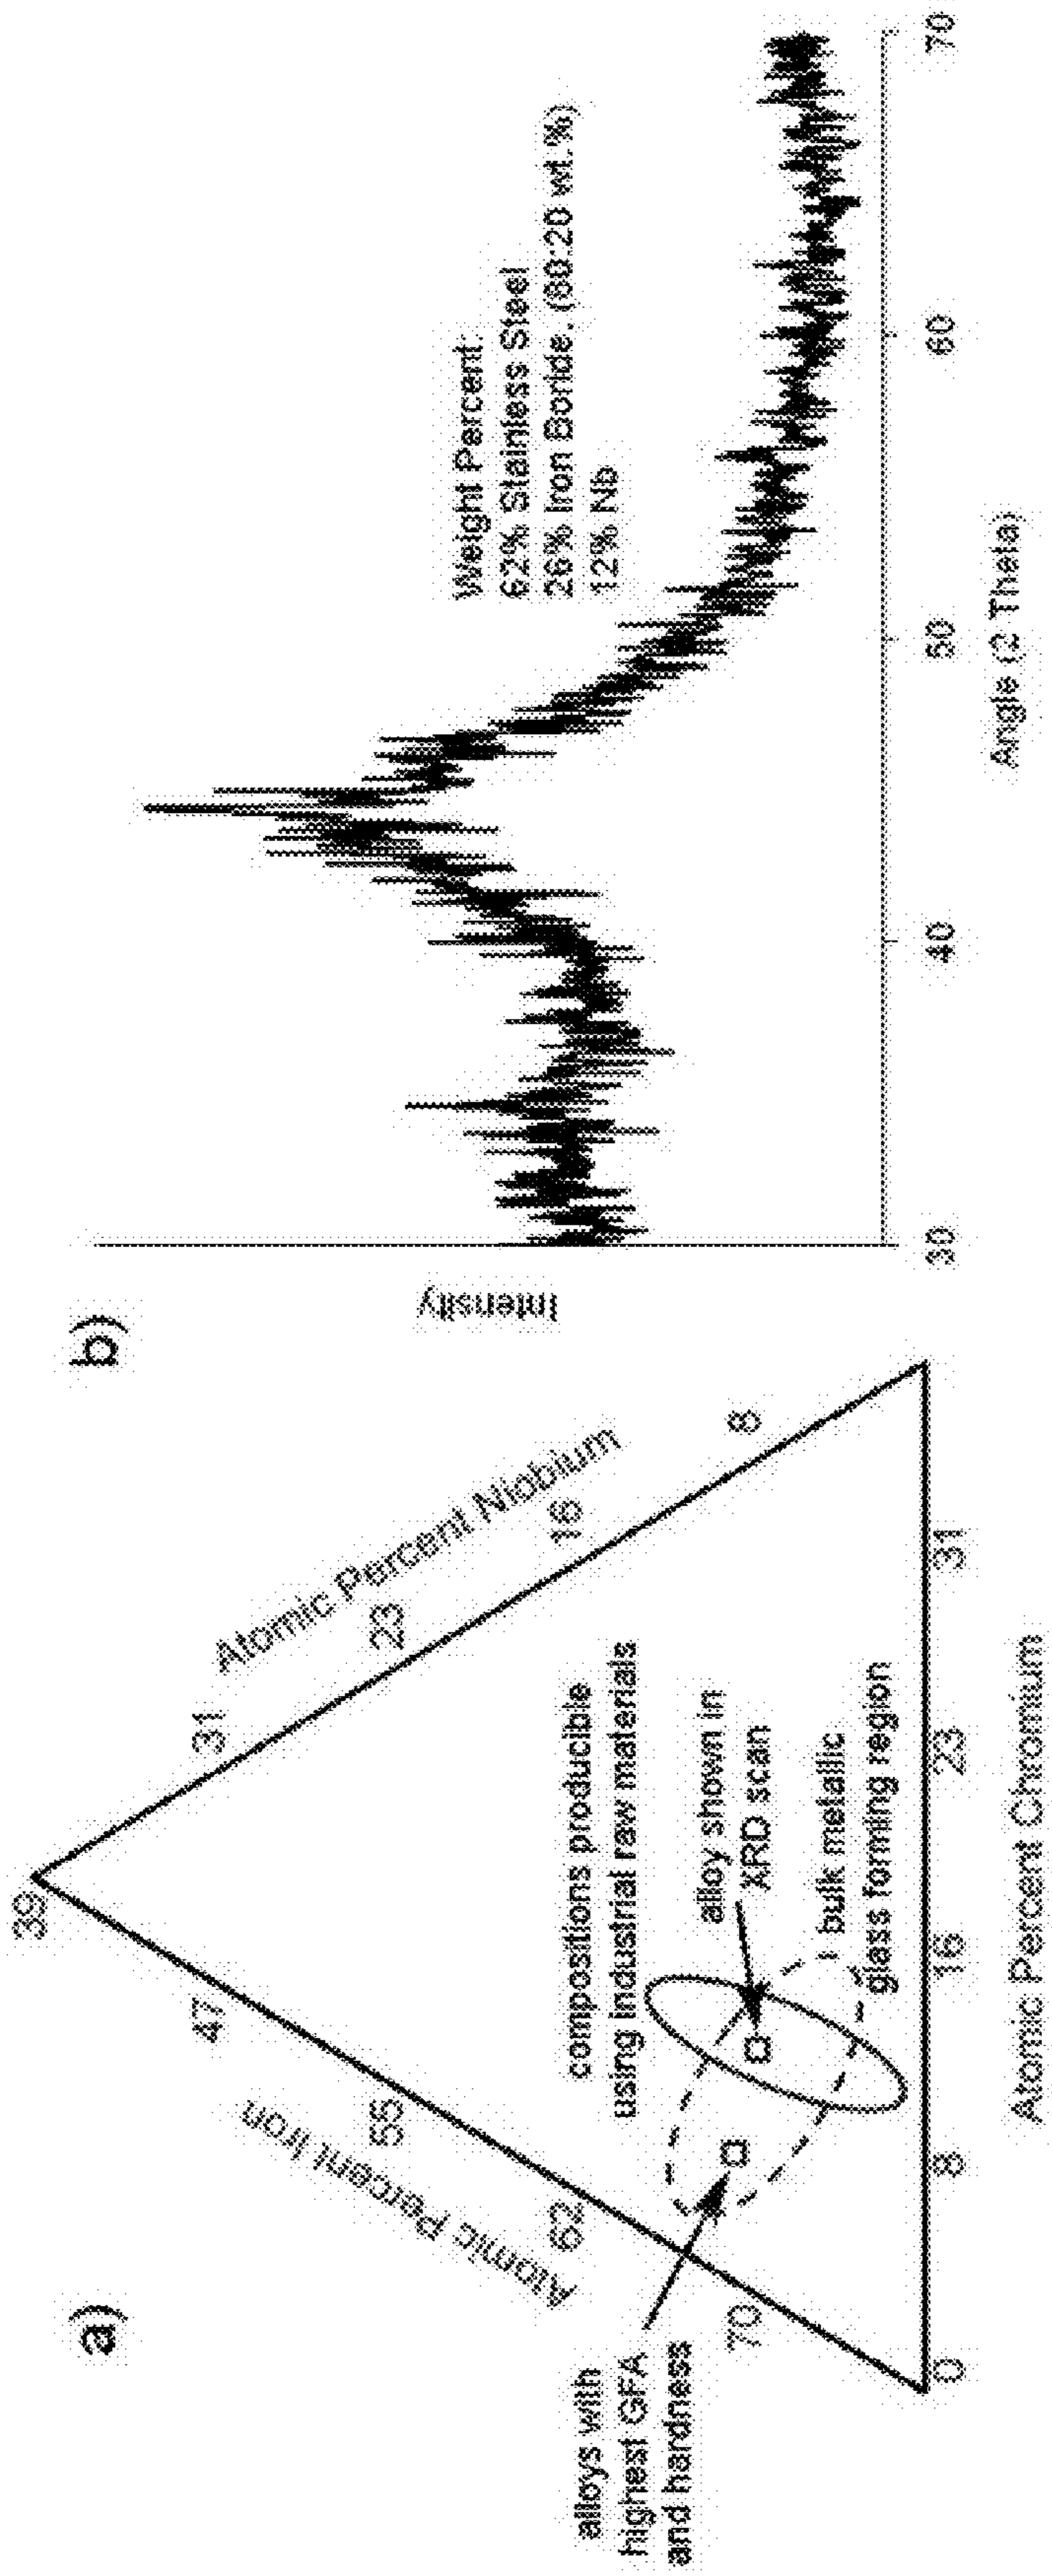 a)
39
47
55
62
70
0
8
16
23
31
31
23
16
8
Atomic Percent Iron
Atomic Percent Niobium
Atomic Percent Chromium
compositions producible
using industrial raw materials
alloy shown in
XRD scan
bulk metallic
glass forming region
alloys with
highest GFA
and hardness
b)
Intensity
Weight Percent:
62% Stainless Steel
26% Iron Boride, (80:20 wt.%)
12% Nb
30
40
50
60
70
Angle (2 Theta)